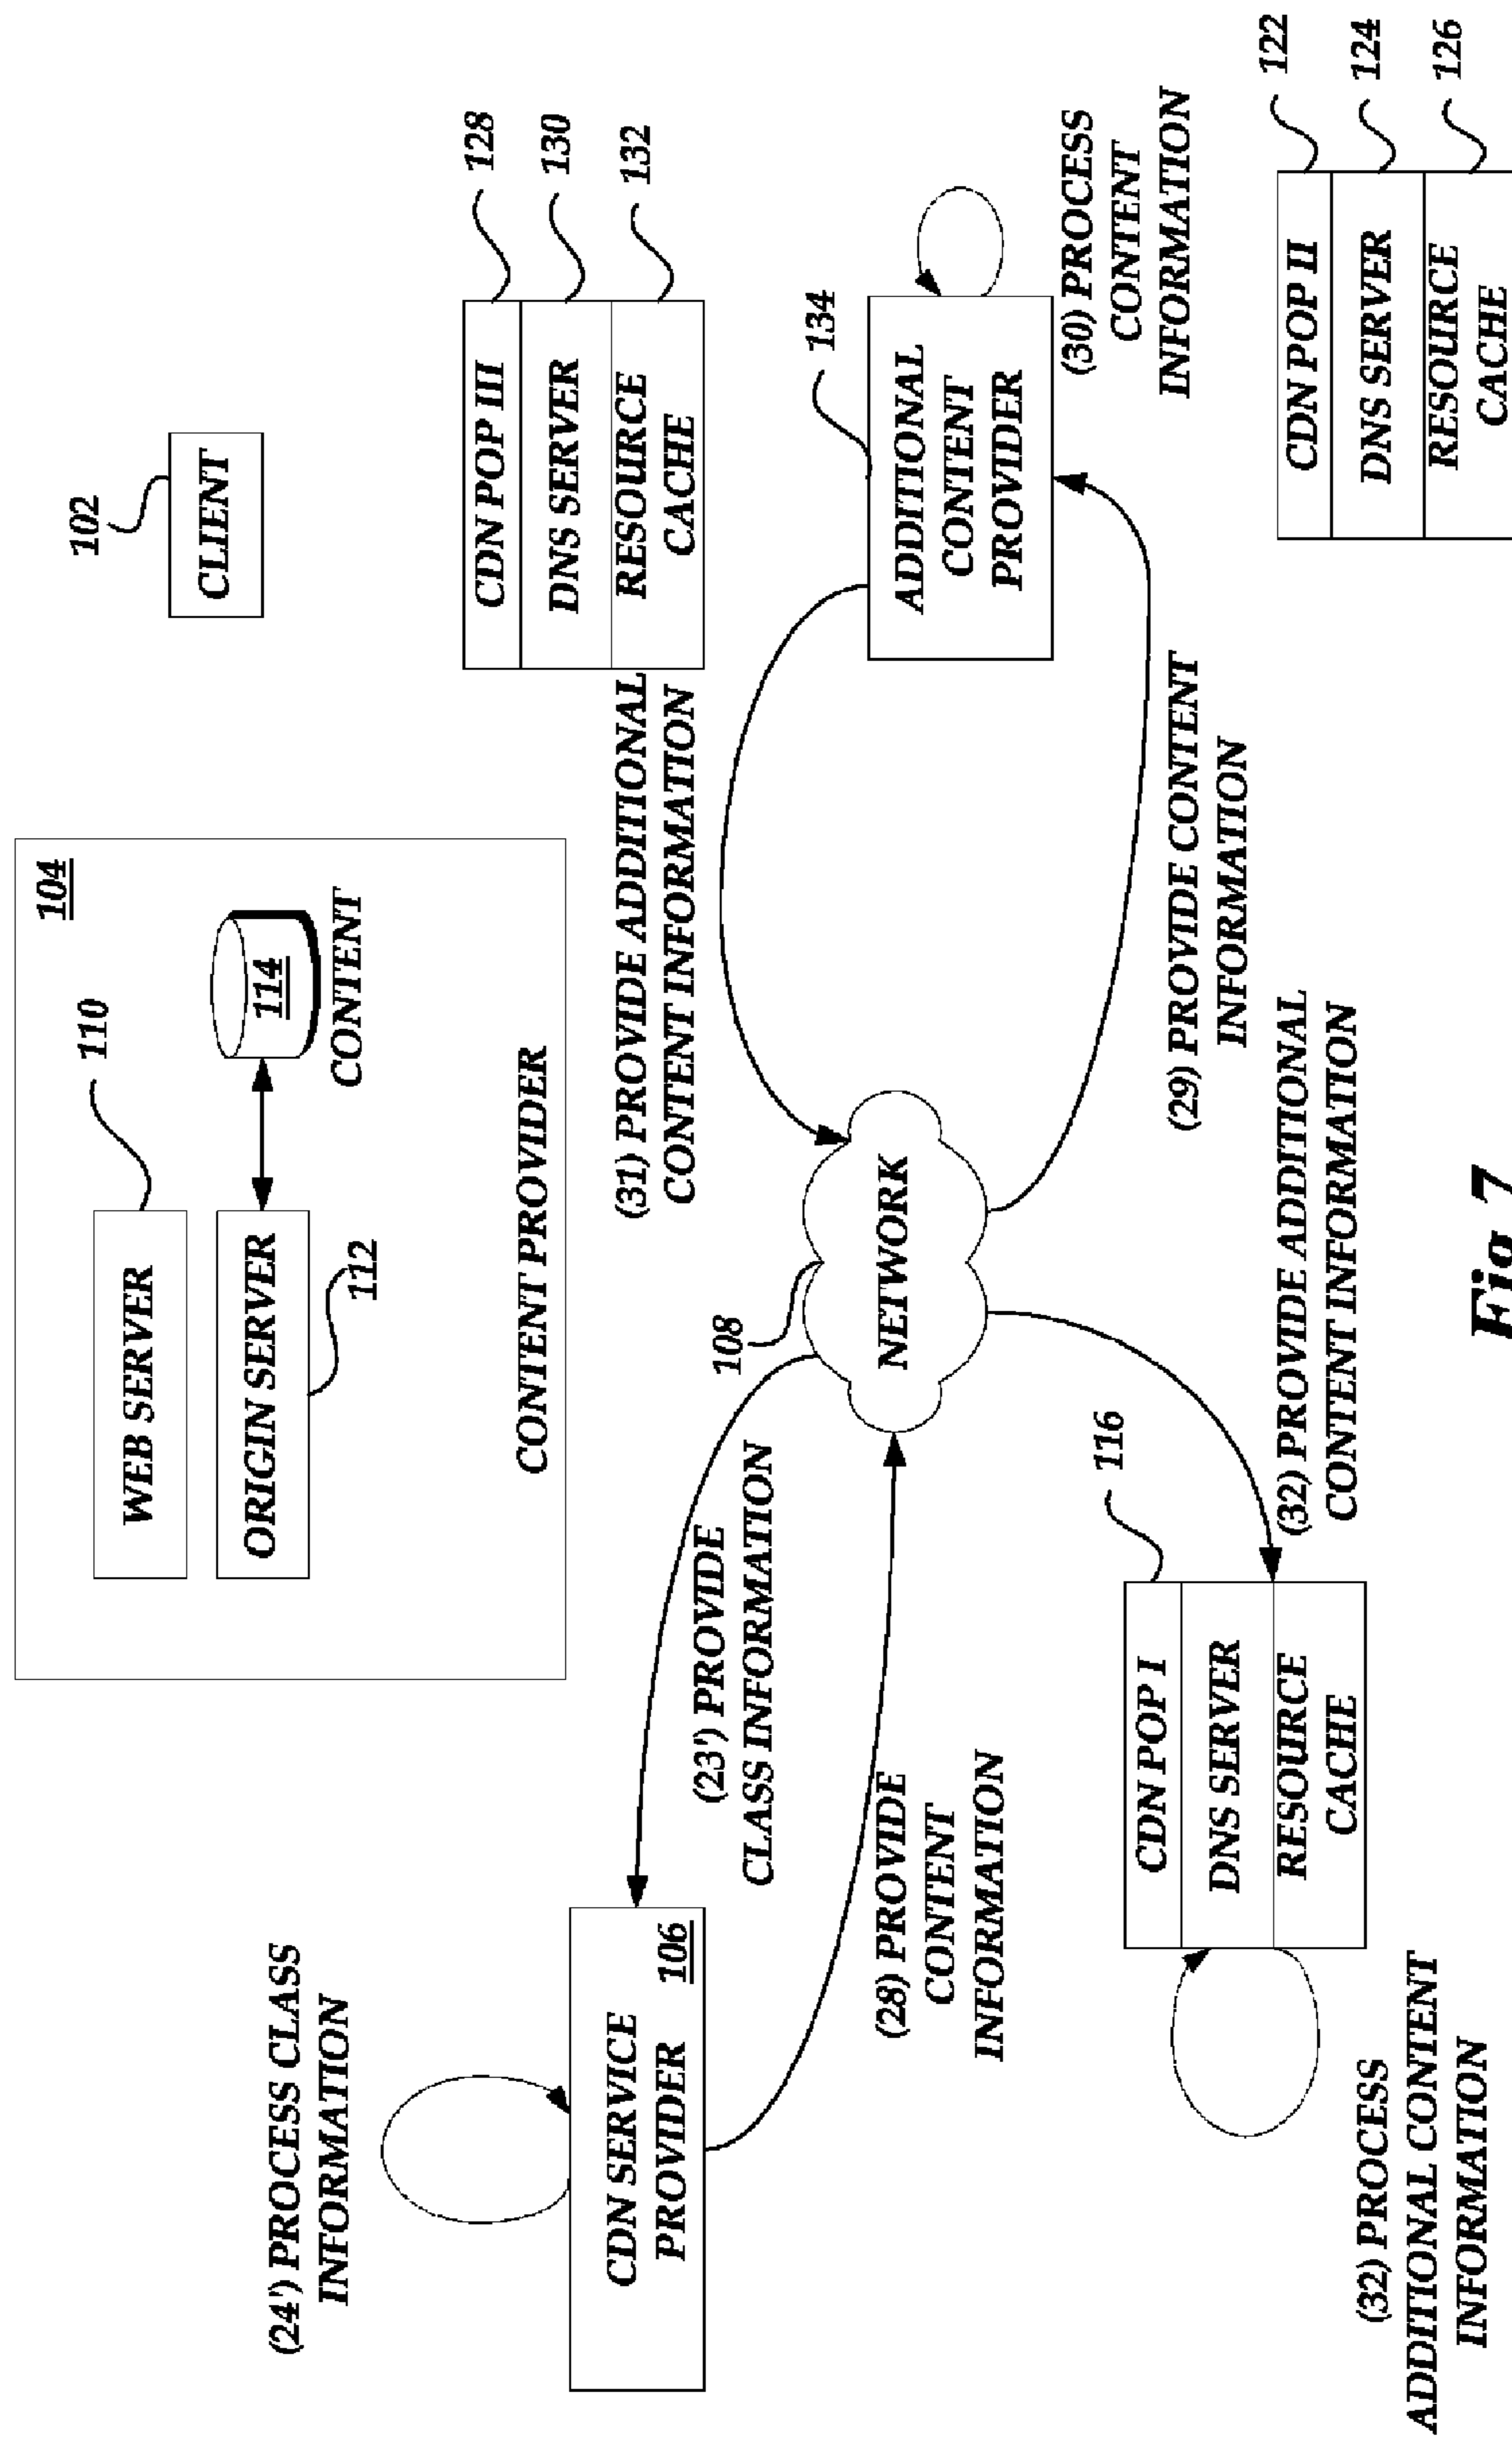 104
WEB SERVER
110
ORIGIN SERVER
112
114
CONTENT
CONTENT PROVIDER
102
CLIENT
(24') PROCESS CLASS
INFORMATION
CDN SERVICE
PROVIDER
106
(23') PROVIDE
CLASS INFORMATION
(28) PROVIDE
CONTENT
INFORMATION
108
NETWORK
(31) PROVIDE ADDITIONAL
CONTENT INFORMATION
CDN POP III
DNS SERVER
RESOURCE
CACHE
128
130
132
134
ADDITIONAL
CONTENT
PROVIDER
(30) PROCESS
CONTENT
INFORMATION
(29) PROVIDE CONTENT
INFORMATION
116
CDN POP I
DNS SERVER
RESOURCE
CACHE
(32) PROVIDE ADDITIONAL
CONTENT INFORMATION
(32) PROCESS
ADDITIONAL CONTENT
INFORMATION
CDN POP II
DNS SERVER
RESOURCE
CACHE
122
124
126
Fig.7